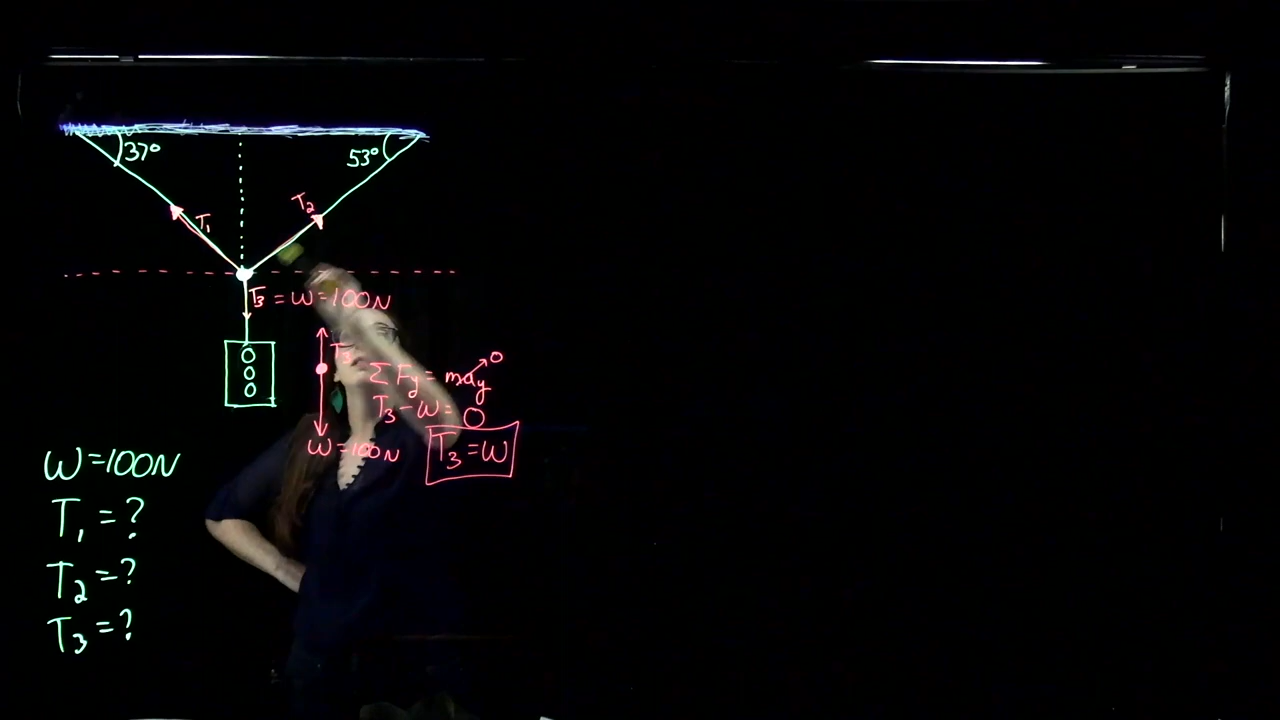 37°
53°
T₁
T₂
T₃ = W = 100N
T₃
ΣFy = may → 0
T₃ - W = 0
W = 100N
T₃ = W
W = 100N
T₁ = ?
T₂ = ?
T₃ = ?